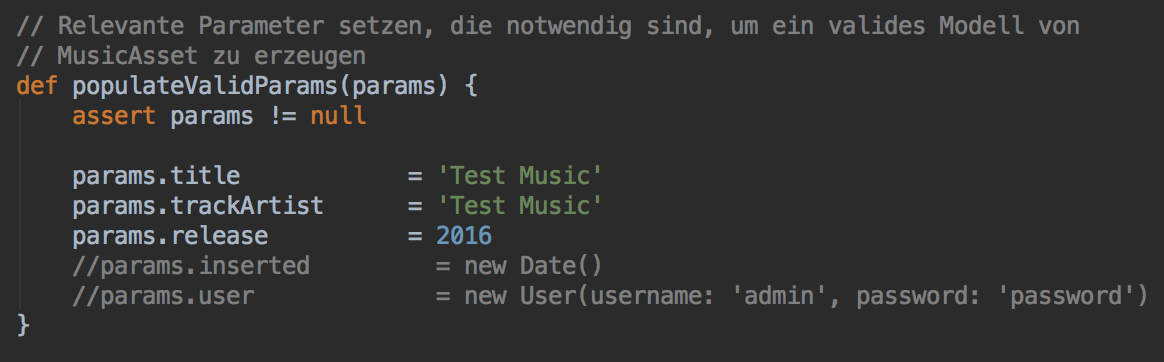 // Relevante Parameter setzen, die notwendig sind, um ein valides Modell von
// MusicAsset zu erzeugen
def populateValidParams(params) {
    assert params != null

    params.title            = 'Test Music'
    params.trackArtist      = 'Test Music'
    params.release          = 2016
    //params.inserted         = new Date()
    //params.user             = new User(username: 'admin', password: 'password')
}